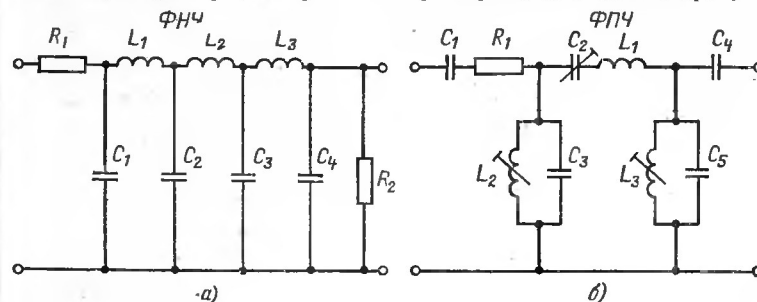 ФНЧ
R1 L1 L2 L3
C1 C2 C3 C4 R2
а)
ФПЧ
C1 R1 C2 L1 C4
L2 C3 L3 C5
б)